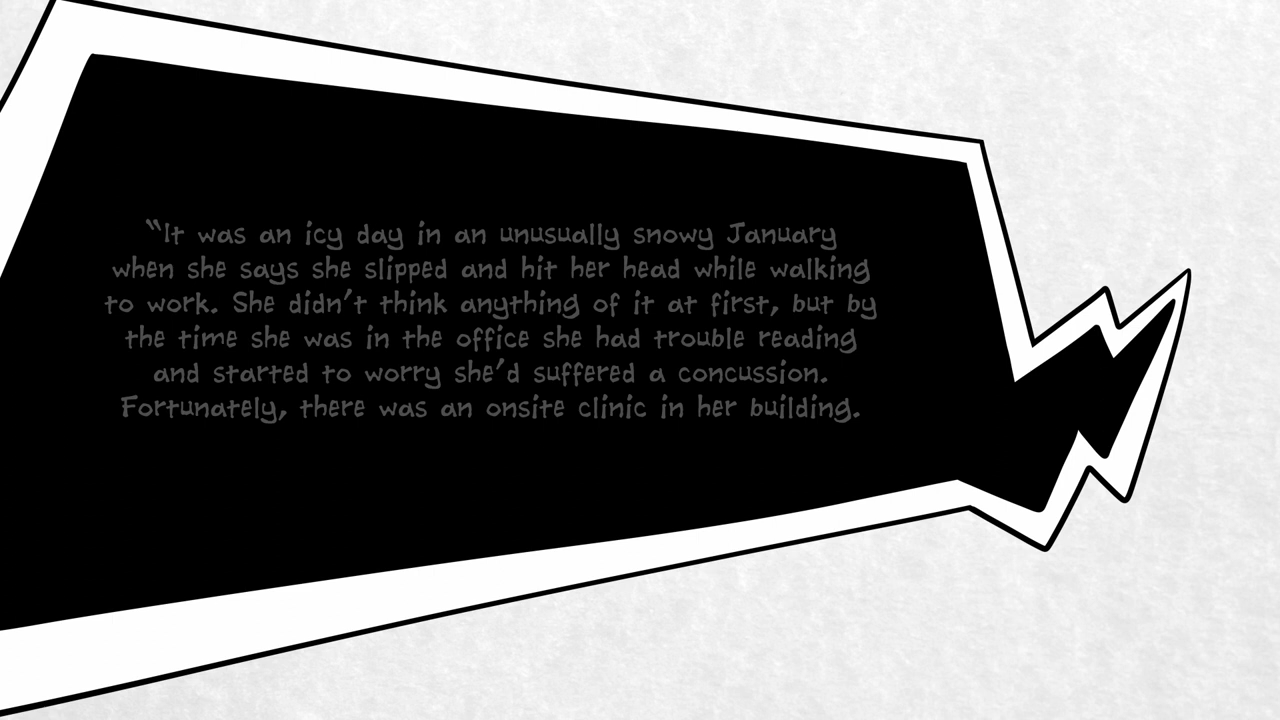 “It was an icy day in an unusually snowy January
when she says she slipped and hit her head while walking
to work. She didn’t think anything of it at first, but by
the time she was in the office she had trouble reading
and started to worry she’d suffered a concussion.
Fortunately, there was an onsite clinic in her building.